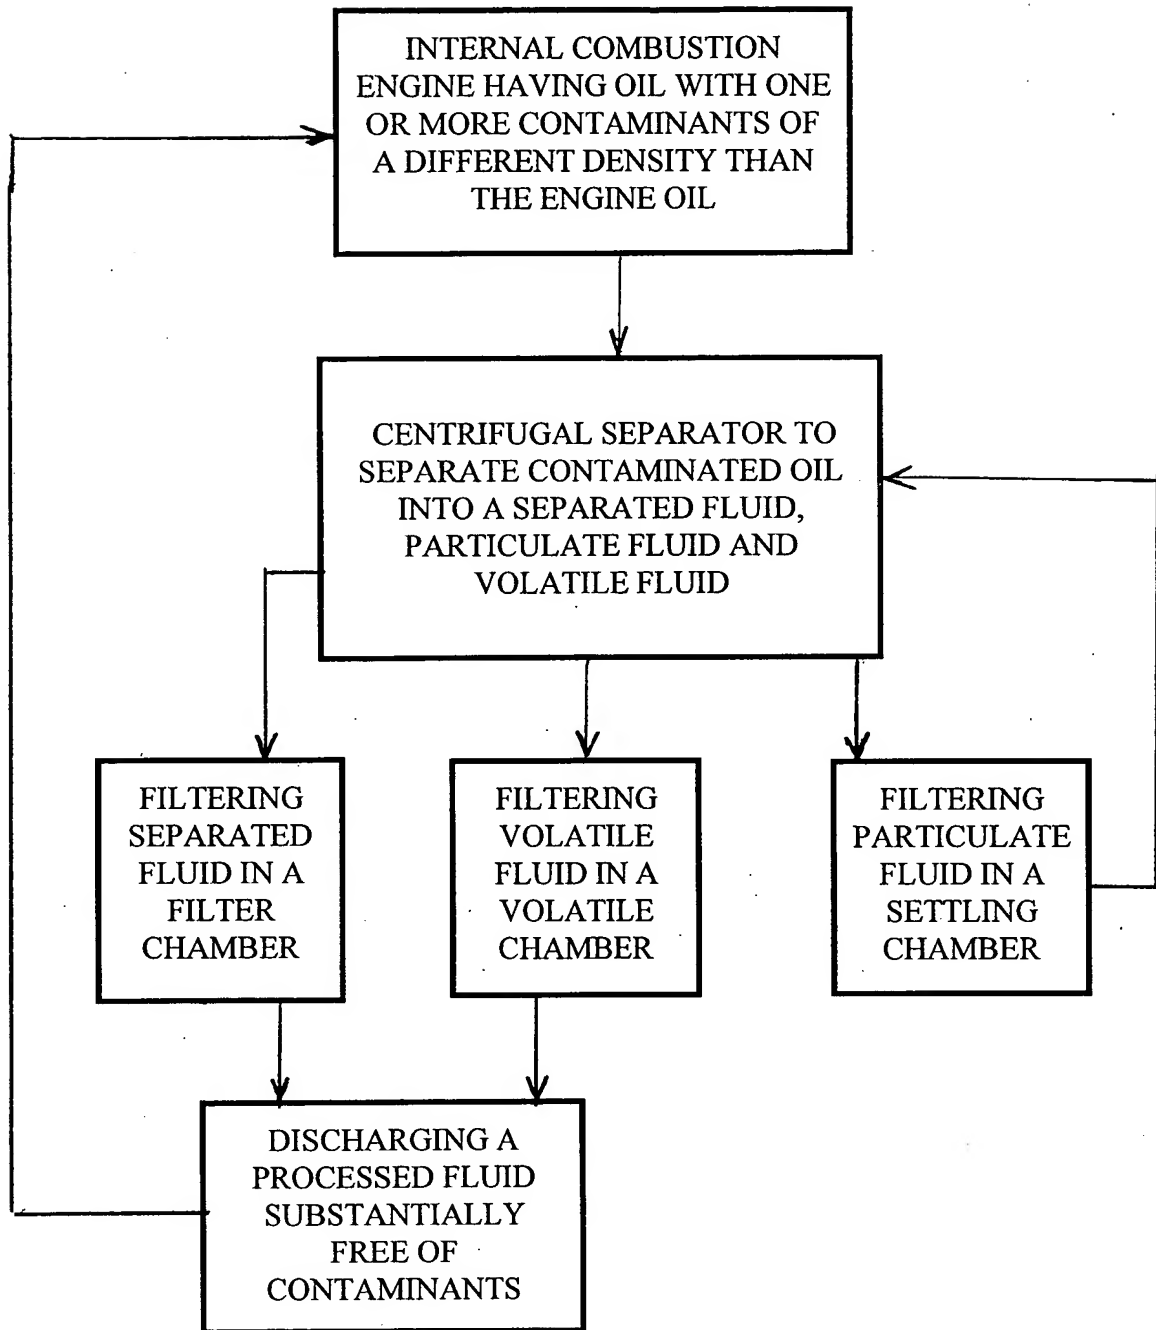 INTERNAL COMBUSTION
ENGINE HAVING OIL WITH ONE
OR MORE CONTAMINANTS OF
A DIFFERENT DENSITY THAN
THE ENGINE OIL
CENTRIFUGAL SEPARATOR TO
SEPARATE CONTAMINATED OIL
INTO A SEPARATED FLUID,
PARTICULATE FLUID AND
VOLATILE FLUID
FILTERING
SEPARATED
FLUID IN A
FILTER
CHAMBER
FILTERING
VOLATILE
FLUID IN A
VOLATILE
CHAMBER
FILTERING
PARTICULATE
FLUID IN A
SETTLING
CHAMBER
DISCHARGING A
PROCESSED FLUID
SUBSTANTIALLY
FREE OF
CONTAMINANTS